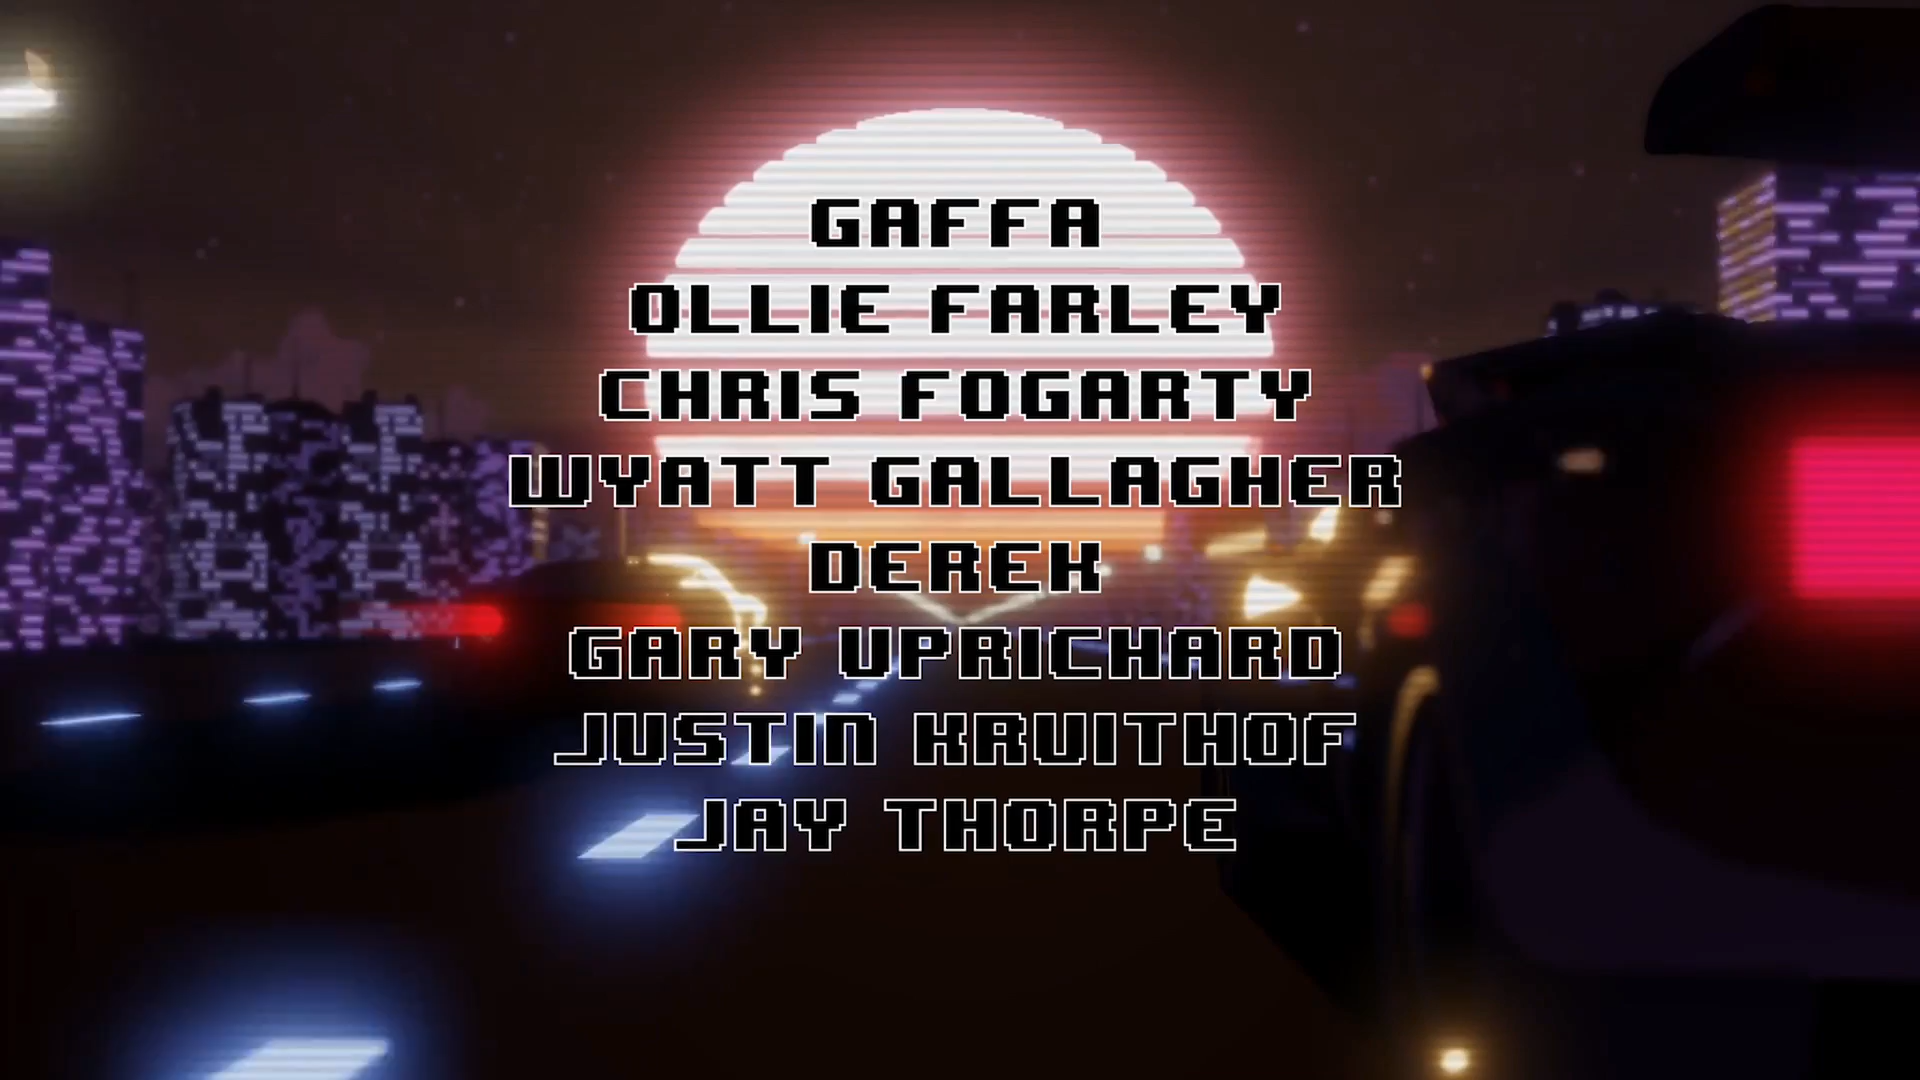 GAFFA
OLLIE FARLEY
CHRIS FOGARTY
WYATT GALLAGHER
DEREK
GARY UPRICHARD
JUSTIN KRUITHOF
JAY THORPE